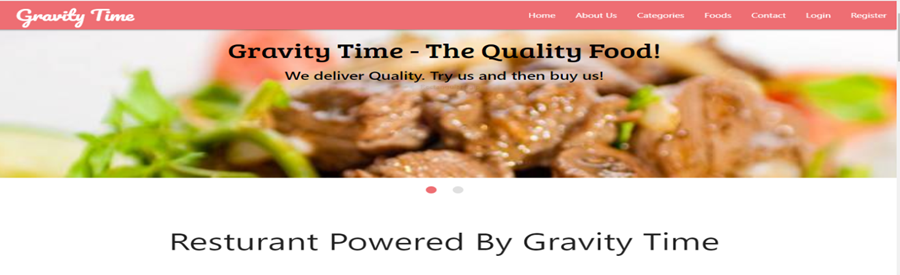 Gravity Time
Home About Us Categories Foods Contact Login Register
Gravity Time - The Quality Food!
We deliver Quality. Try us and then buy us!
Resturant Powered By Gravity Time